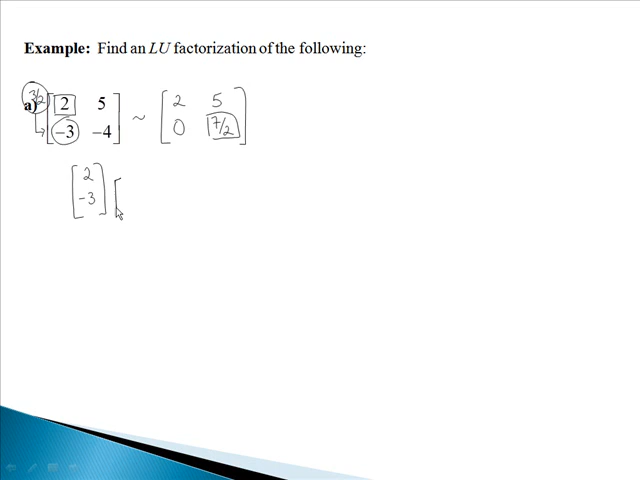 Example: Find an LU factorization of the following:
3/2
a) [2 5 ~ [2 5
-3 -4] 0 7/2]
[2
-3] [